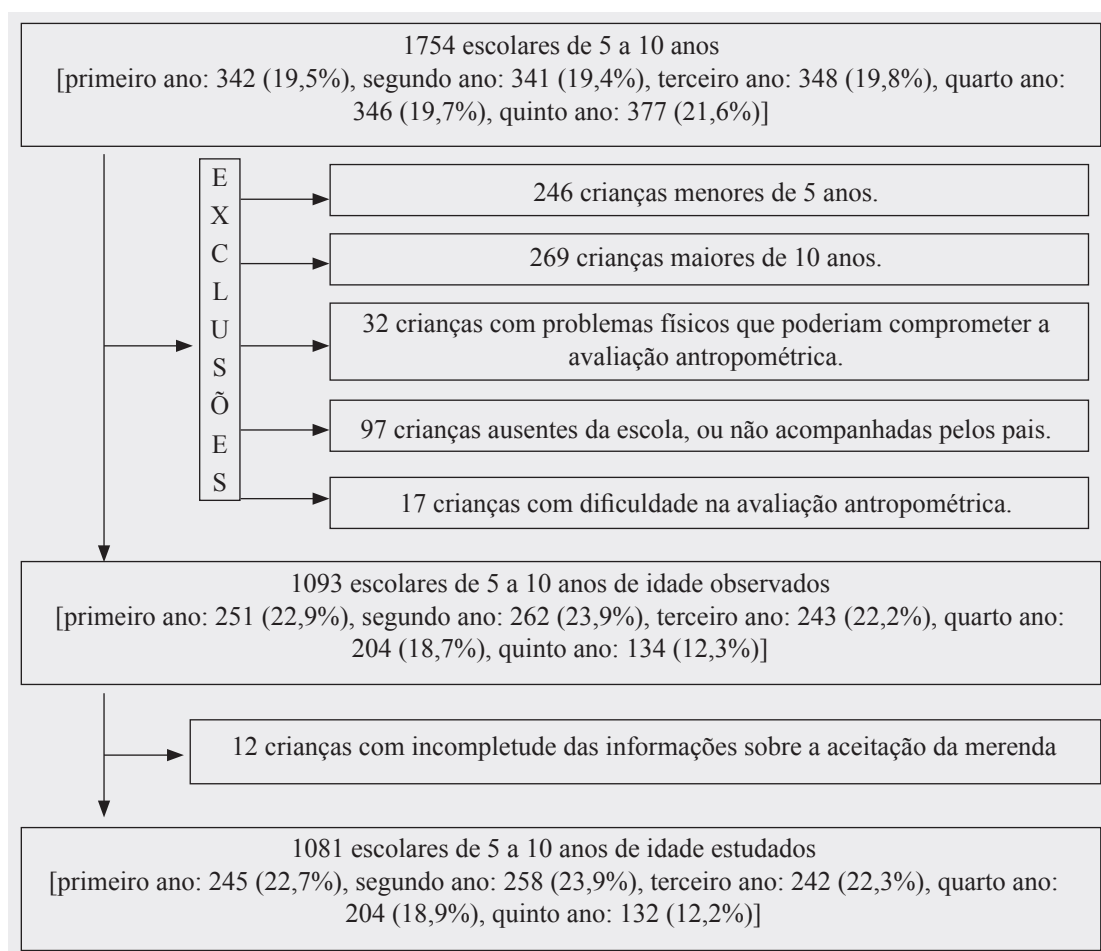 1754 escolares de 5 a 10 anos
[primeiro ano: 342 (19,5%), segundo ano: 341 (19,4%), terceiro ano: 348 (19,8%), quarto ano:
346 (19,7%), quinto ano: 377 (21,6%)]
E
X
C
L
U
S
Õ
E
S
246 crianças menores de 5 anos.
269 crianças maiores de 10 anos.
32 crianças com problemas físicos que poderiam comprometer a
avaliação antropométrica.
97 crianças ausentes da escola, ou não acompanhadas pelos pais.
17 crianças com dificuldade na avaliação antropométrica.
1093 escolares de 5 a 10 anos de idade observados
[primeiro ano: 251 (22,9%), segundo ano: 262 (23,9%), terceiro ano: 243 (22,2%), quarto ano:
204 (18,7%), quinto ano: 134 (12,3%)]
12 crianças com incompletude das informações sobre a aceitação da merenda
1081 escolares de 5 a 10 anos de idade estudados
[primeiro ano: 245 (22,7%), segundo ano: 258 (23,9%), terceiro ano: 242 (22,3%), quarto ano:
204 (18,9%), quinto ano: 132 (12,2%)]